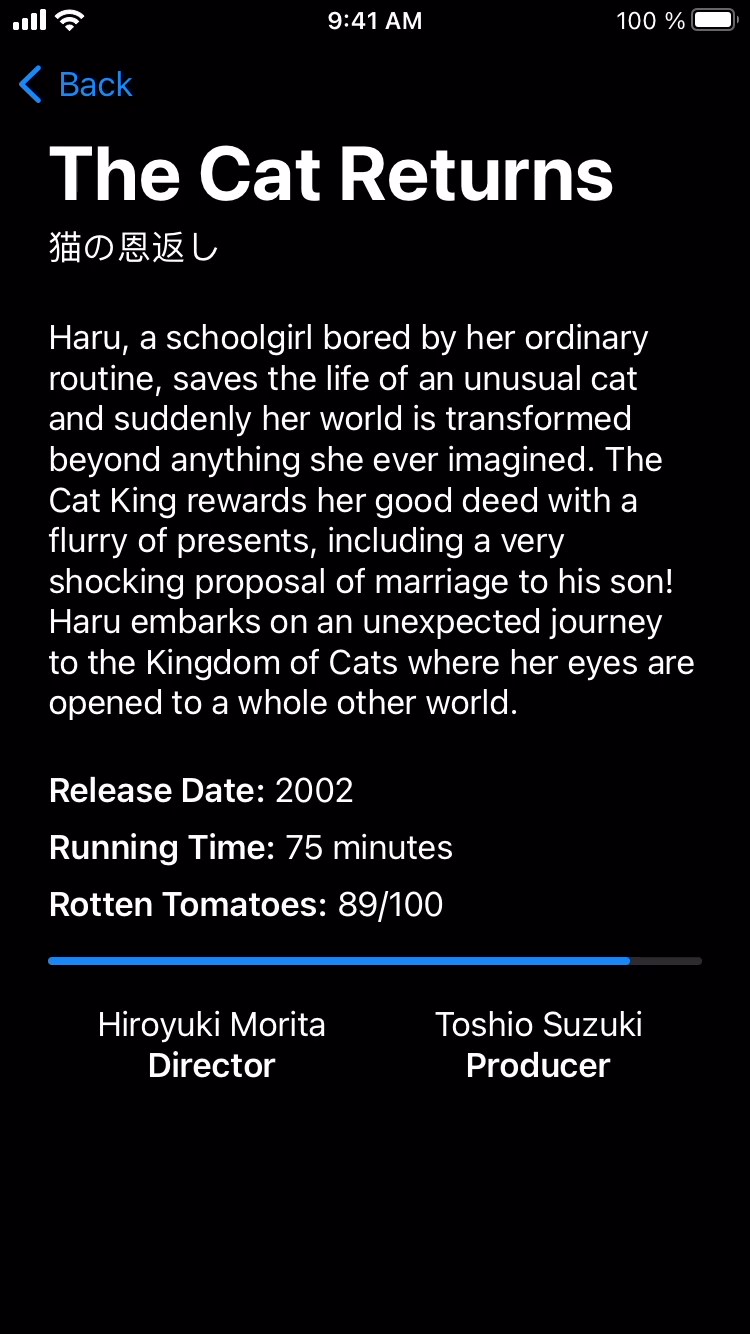 9:41 AM
100 %
Back
The Cat Returns
猫の恩返し
Haru, a schoolgirl bored by her ordinary
routine, saves the life of an unusual cat
and suddenly her world is transformed
beyond anything she ever imagined. The
Cat King rewards her good deed with a
flurry of presents, including a very
shocking proposal of marriage to his son!
Haru embarks on an unexpected journey
to the Kingdom of Cats where her eyes are
opened to a whole other world.
Release Date: 2002
Running Time: 75 minutes
Rotten Tomatoes: 89/100
Hiroyuki Morita
Director
Toshio Suzuki
Producer